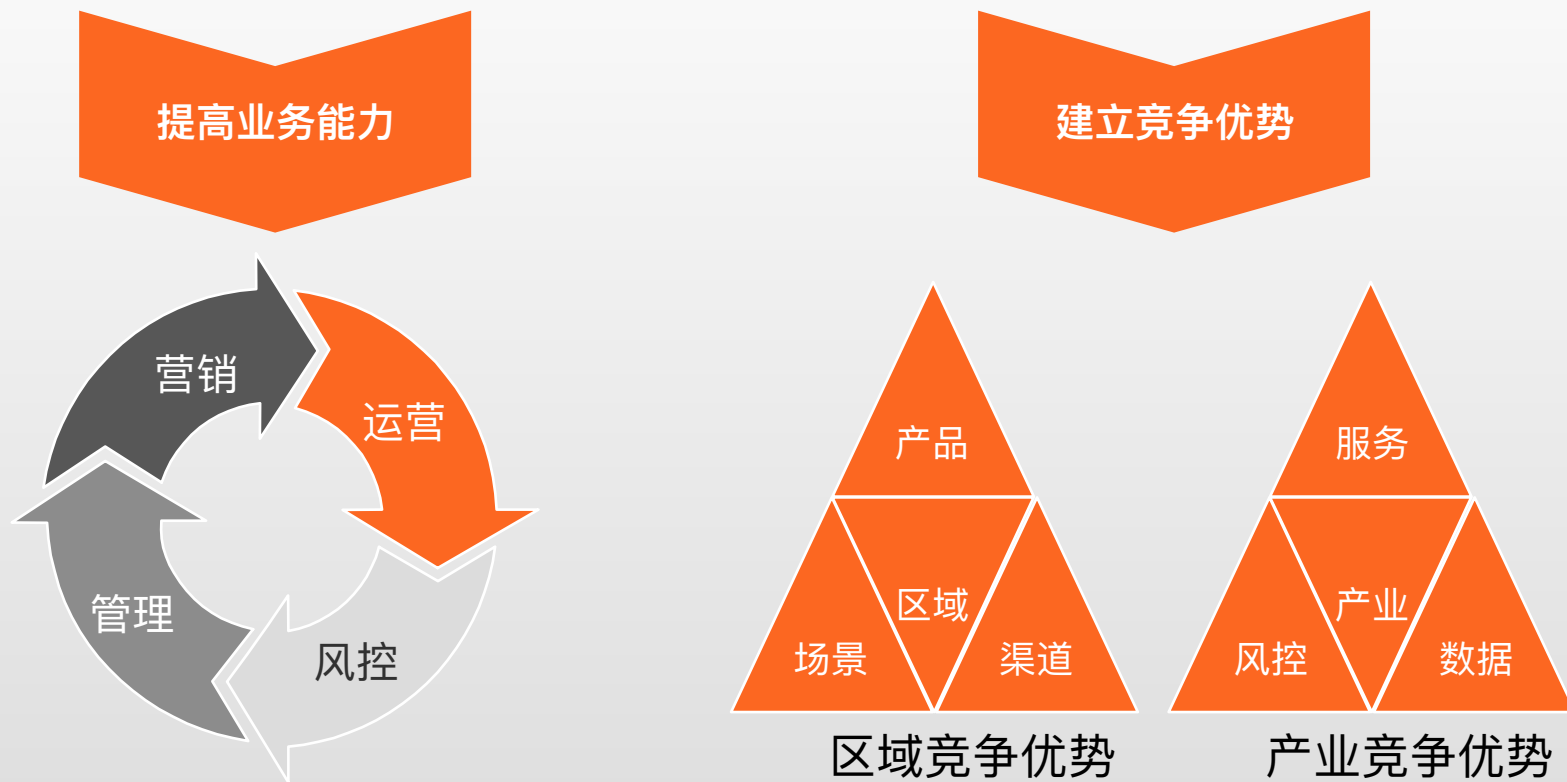 提高业务能力
建立竞争优势
营销
运营
管理
风控
产品
区域
场景
渠道
区域竞争优势
服务
产业
风控
数据
产业竞争优势